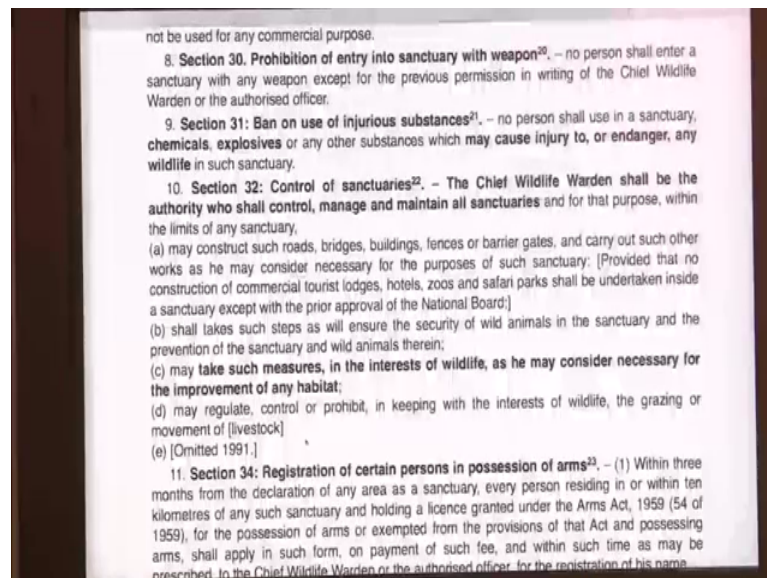 not be used for any commercial purpose.
8. Section 30. Prohibition of entry into sanctuary with weapon²⁰. – no person shall enter a
sanctuary with any weapon except for the previous permission in writing of the Chief Wildlife
Warden or the authorised officer.
9. Section 31: Ban on use of injurious substances²¹. – no person shall use in a sanctuary,
chemicals, explosives or any other substances which may cause injury to, or endanger, any
wildlife in such sanctuary.
10. Section 32: Control of sanctuaries²². – The Chief Wildlife Warden shall be the
authority who shall control, manage and maintain all sanctuaries and for that purpose, within
the limits of any sanctuary,
(a) may construct such roads, bridges, buildings, fences or barrier gates, and carry out such other
works as he may consider necessary for the purposes of such sanctuary: [Provided that no
construction of commercial tourist lodges, hotels, zoos and safari parks shall be undertaken inside
a sanctuary except with the prior approval of the National Board:]
(b) shall takes such steps as will ensure the security of wild animals in the sanctuary and the
prevention of the sanctuary and wild animals therein;
(c) may take such measures, in the interests of wildlife, as he may consider necessary for
the improvement of any habitat;
(d) may regulate, control or prohibit, in keeping with the interests of wildlife, the grazing or
movement of [livestock]
(e) [Omitted 1991.]
11. Section 34: Registration of certain persons in possession of arms²³. – (1) Within three
months from the declaration of any area as a sanctuary, every person residing in or within ten
kilometres of any such sanctuary and holding a licence granted under the Arms Act, 1959 (54 of
1959), for the possession of arms or exempted from the provisions of that Act and possessing
arms, shall apply in such form, on payment of such fee, and within such time as may be
prescribed, to the Chief Wildlife Warden or the authorised officer, for the registration of his name